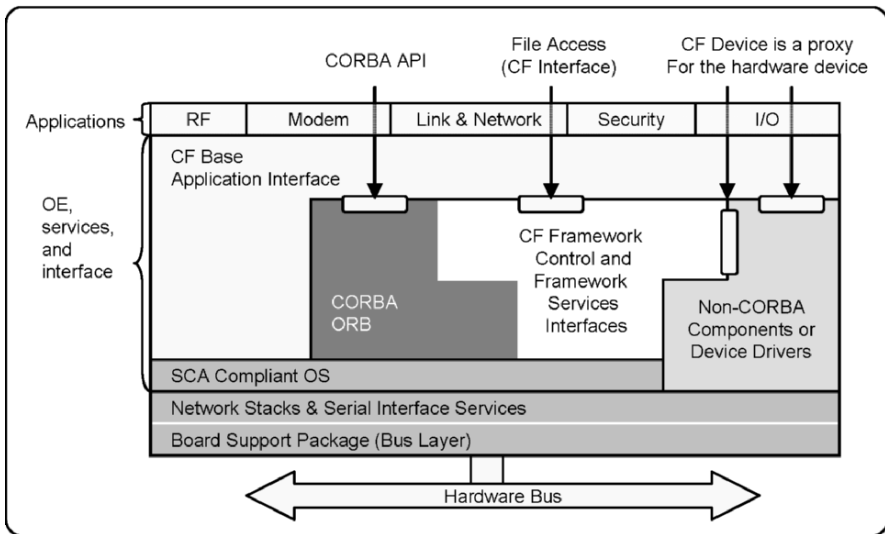 CORBA API
File Access
(CF Interface)
CF Device is a proxy
For the hardware device
Applications
RF
Modem
Link & Network
Security
I/O
CF Base
Application Interface
OE,
services,
and
interface
CORBA
ORB
CF Framework
Control and
Framework
Services
Interfaces
Non-CORBA
Components or
Device Drivers
SCA Compliant OS
Network Stacks & Serial Interface Services
Board Support Package (Bus Layer)
Hardware Bus